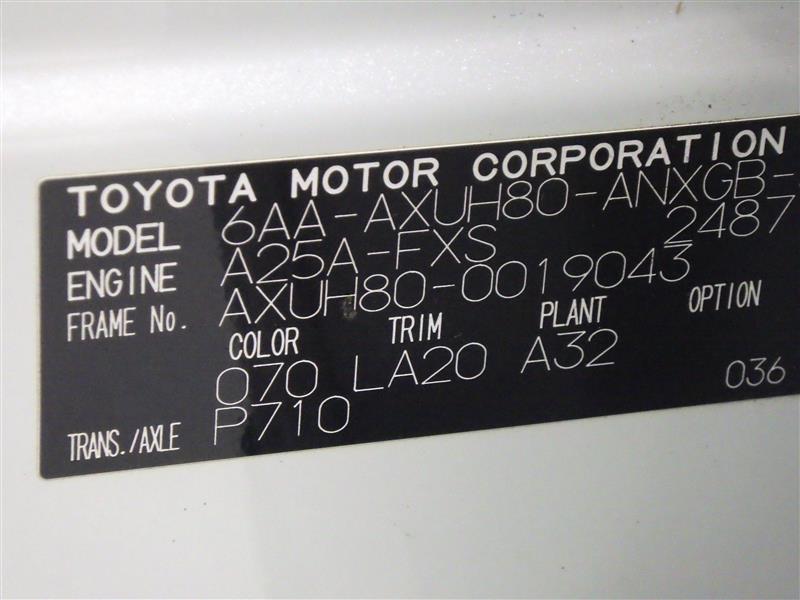 TOYOTA MOTOR CORPORATION
MODEL 6AA-AXUH80-ANXGB-
ENGINE A25A-FXS 2487
FRAME No. AXUH80-0019043
COLOR TRIM PLANT OPTION
070 LA20 A32
036
TRANS./AXLE P710